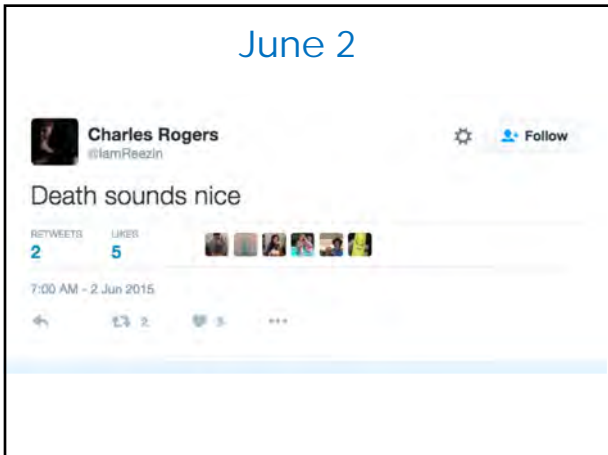 June 2
Charles Rogers
@IamReezin
Follow
Death sounds nice
RETWEETS LIKES
2 5
7:00 AM - 2 Jun 2015
2